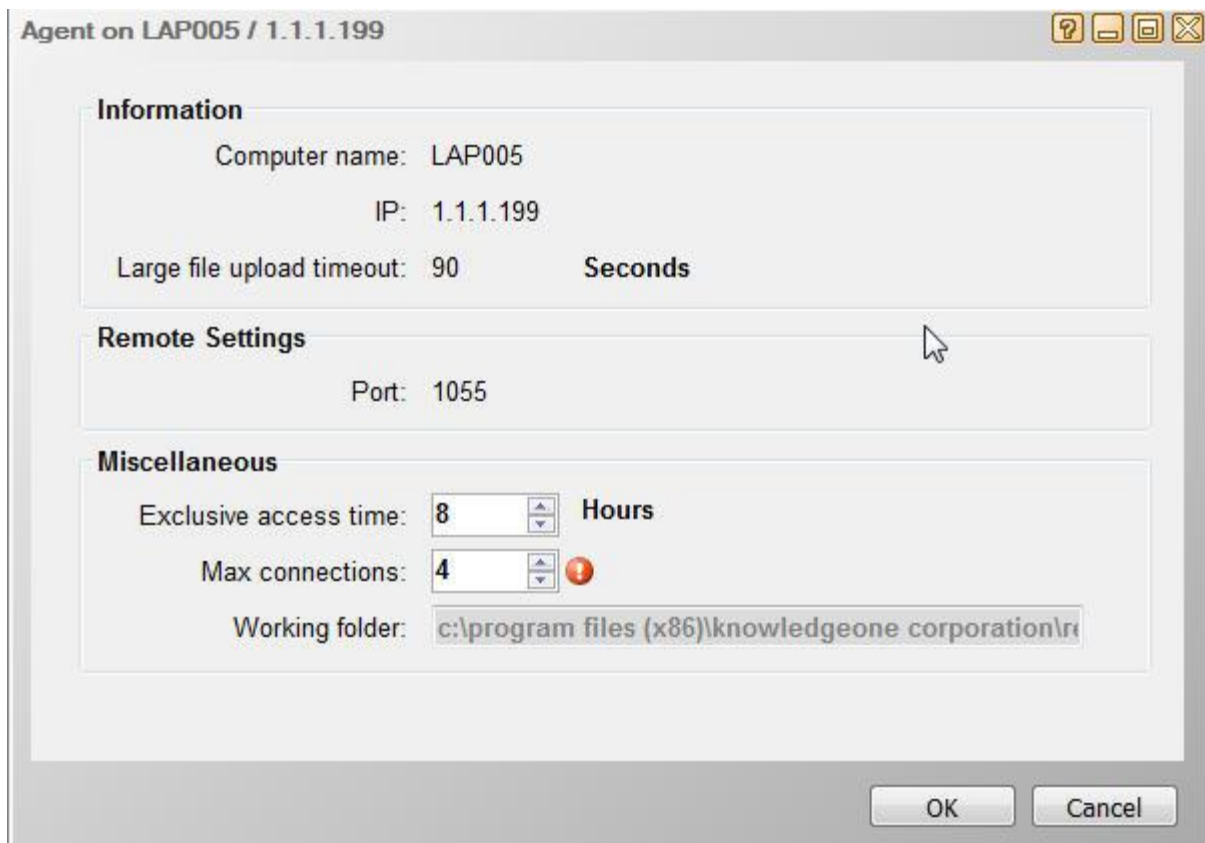 Agent on LAP005 / 1.1.1.199
Information
Computer name: LAP005
IP: 1.1.1.199
Large file upload timeout: 90 Seconds
Remote Settings
Port: 1055
Miscellaneous
Exclusive access time: 8 Hours
Max connections: 4
Working folder: c:\program files (x86)\knowledgeone corporation\re
OK Cancel